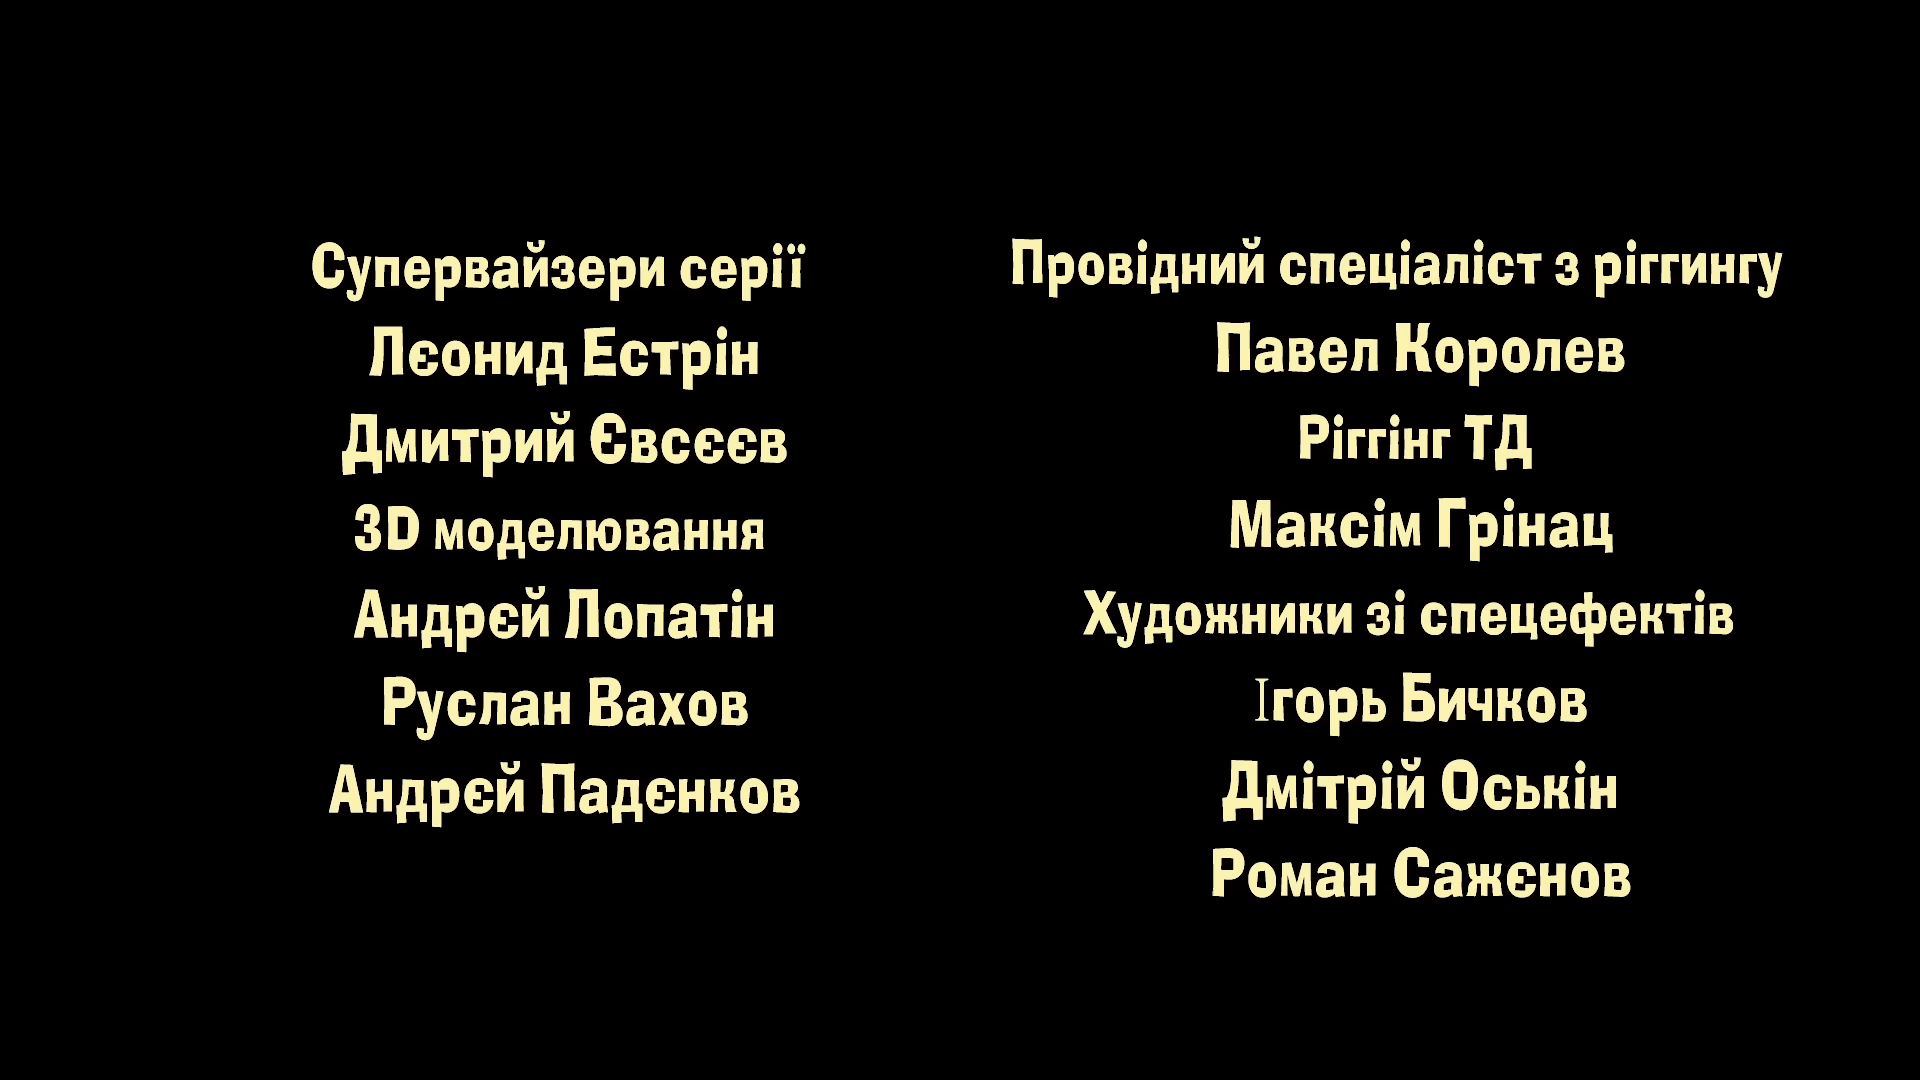 Супервайзери серії
Лєонид Естрін
Дмитрий Євсєєв
3D моделювання
Андрєй Лопатін
Руслан Вахов
Андрєй Падєнков
Провідний спеціаліст з ріггингу
Павел Королев
Ріггінг ТД
Максім Грінац
Художники зі спецефектів
Ігорь Бичков
Дмітрій Оськін
Роман Сажєнов